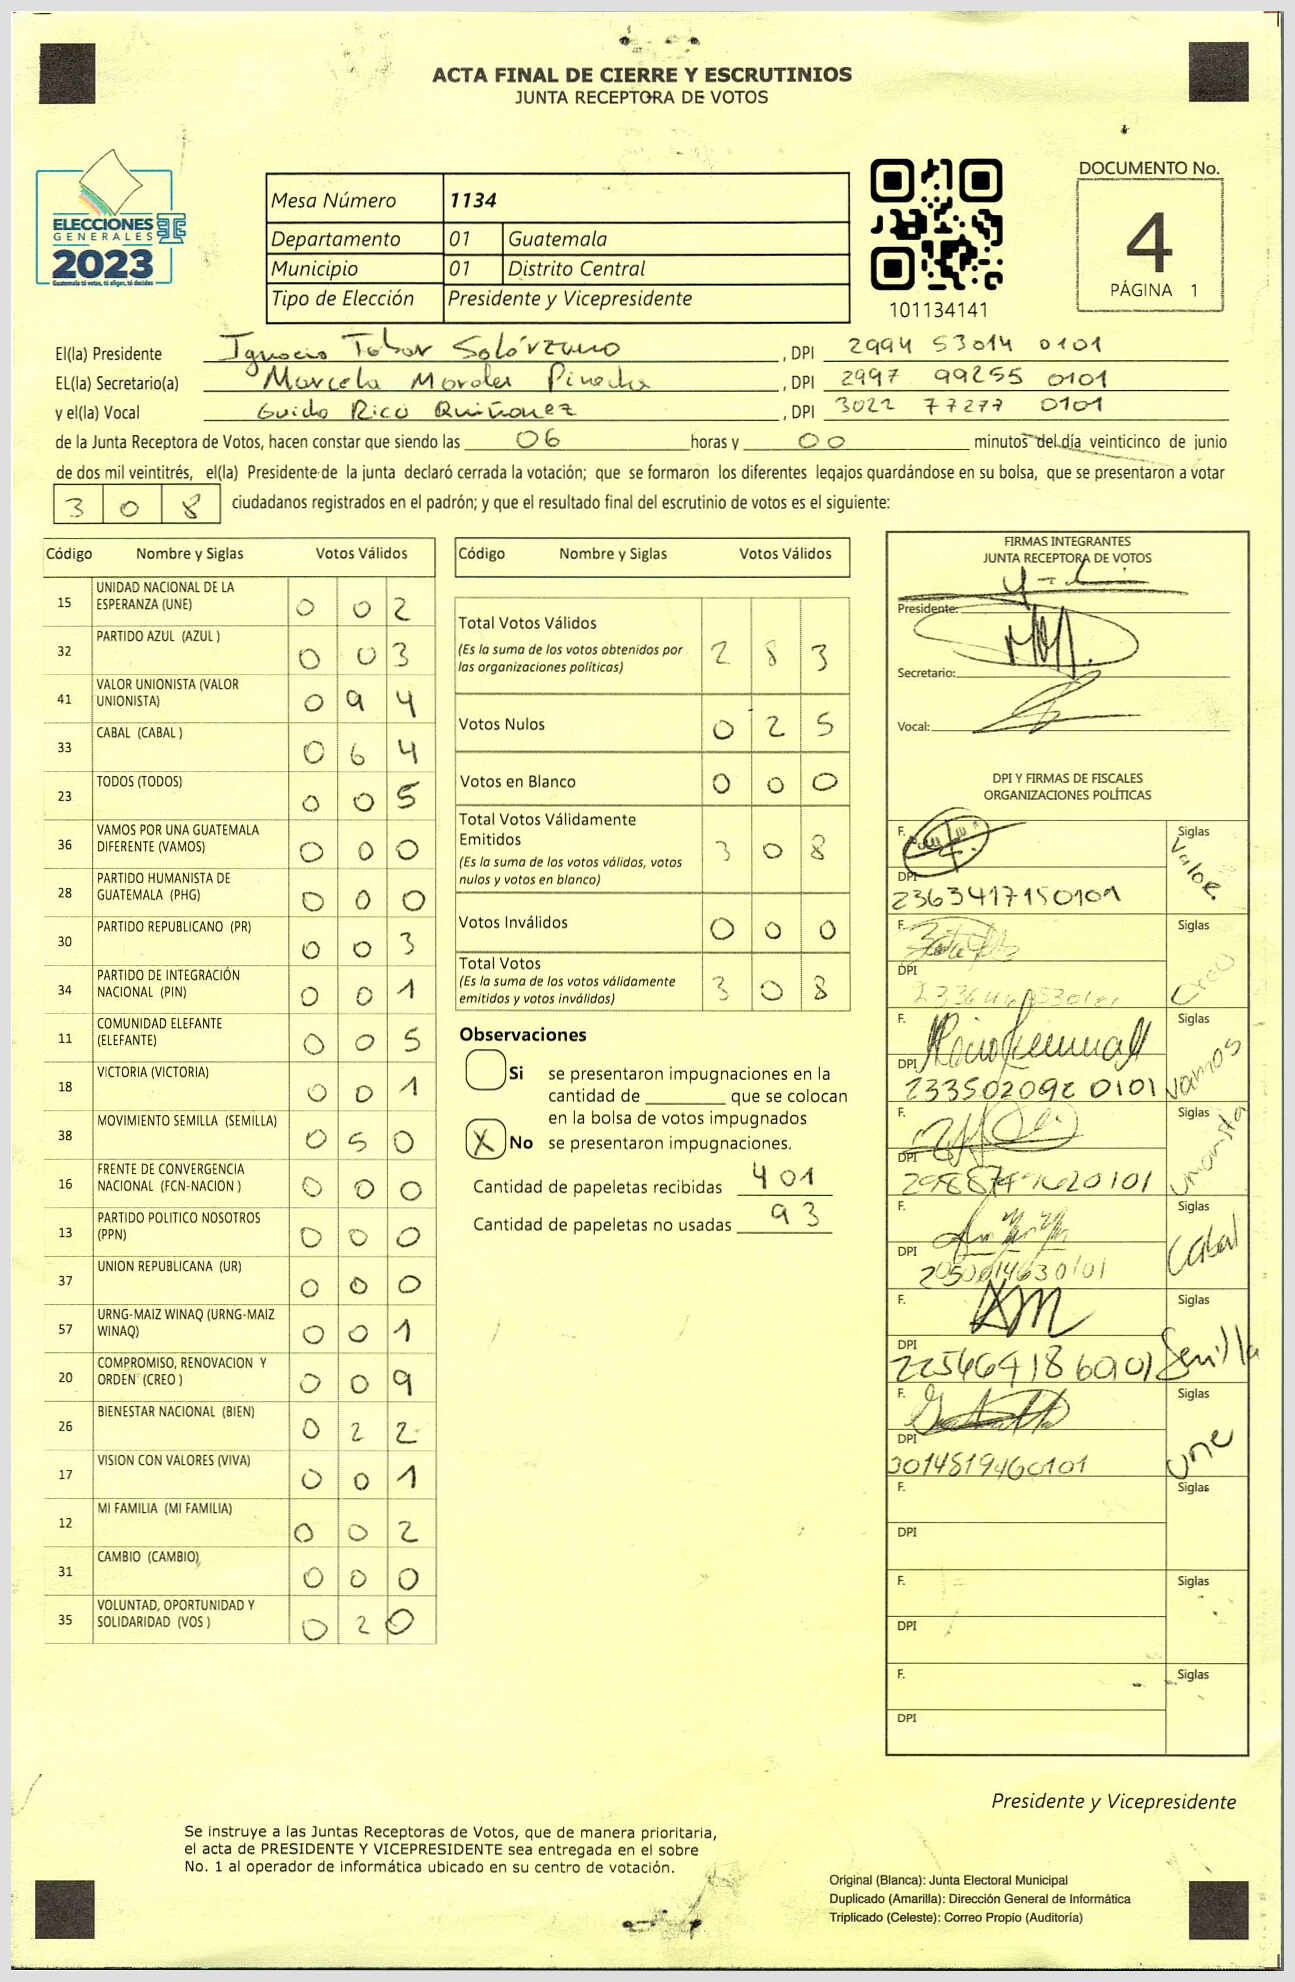 ACTA FINAL DE CIERRE Y ESCRUTINIOS
JUNTA RECEPTORA DE VOTOS
ELECCIONES
GENERALES
2023
Guatemala tú votas, tú eliges, tú decides
Mesa Número 1134
Departamento 01 Guatemala
Municipio 01 Distrito Central
Tipo de Elección Presidente y Vicepresidente
101134141
DOCUMENTO No.
4
PÁGINA 1
El(la) Presidente Ignacio Tobar Solórzano, DPI 2994 53014 0101
EL(la) Secretario(a) Marcela Morales Pineda, DPI 2997 99255 0101
y el(la) Vocal Guido Rico Quiñonez, DPI 3022 77277 0101
de la Junta Receptora de Votos, hacen constar que siendo las 06 horas y 00 minutos del día veinticinco de junio
de dos mil veintitrés, el(la) Presidente de la junta declaró cerrada la votación; que se formaron los diferentes legajos guardándose en su bolsa, que se presentaron a votar
308 ciudadanos registrados en el padrón; y que el resultado final del escrutinio de votos es el siguiente:
Código Nombre y Siglas Votos Válidos
15 UNIDAD NACIONAL DE LA
ESPERANZA (UNE) 0 0 2
32 PARTIDO AZUL (AZUL ) 0 0 3
41 VALOR UNIONISTA (VALOR
UNIONISTA) 0 9 4
33 CABAL (CABAL ) 0 6 4
23 TODOS (TODOS) 0 0 5
36 VAMOS POR UNA GUATEMALA
DIFERENTE (VAMOS) 0 0 0
28 PARTIDO HUMANISTA DE
GUATEMALA (PHG) 0 0 0
30 PARTIDO REPUBLICANO (PR) 0 0 3
34 PARTIDO DE INTEGRACIÓN
NACIONAL (PIN) 0 0 1
11 COMUNIDAD ELEFANTE
(ELEFANTE) 0 0 5
18 VICTORIA (VICTORIA) 0 0 1
38 MOVIMIENTO SEMILLA (SEMILLA) 0 5 0
16 FRENTE DE CONVERGENCIA
NACIONAL (FCN-NACION ) 0 0 0
13 PARTIDO POLITICO NOSOTROS
(PPN) 0 0 0
37 UNION REPUBLICANA (UR) 0 0 0
57 URNG-MAIZ WINAQ (URNG-MAIZ
WINAQ) 0 0 1
20 COMPROMISO, RENOVACION Y
ORDEN (CREO ) 0 0 9
26 BIENESTAR NACIONAL (BIEN) 0 2 2
17 VISION CON VALORES (VIVA) 0 0 1
12 MI FAMILIA (MI FAMILIA) 0 0 2
31 CAMBIO (CAMBIO) 0 0 0
35 VOLUNTAD, OPORTUNIDAD Y
SOLIDARIDAD (VOS ) 0 2 0
Código Nombre y Siglas Votos Válidos
Total Votos Válidos
(Es la suma de los votos obtenidos por
las organizaciones políticas) 2 8 3
Votos Nulos 0 2 5
Votos en Blanco 0 0 0
Total Votos Válidamente
Emitidos
(Es la suma de los votos válidos, votos
nulos y votos en blanco) 3 0 8
Votos Inválidos 0 0 0
Total Votos
(Es la suma de los votos válidamente
emitidos y votos inválidos) 3 0 8
Observaciones
Si se presentaron impugnaciones en la
cantidad de ________ que se colocan
en la bolsa de votos impugnados
X No se presentaron impugnaciones.
Cantidad de papeletas recibidas 401
Cantidad de papeletas no usadas 93
FIRMAS INTEGRANTES
JUNTA RECEPTORA DE VOTOS
Presidente:
Secretario:
Vocal:
DPI Y FIRMAS DE FISCALES
ORGANIZACIONES POLÍTICAS
F. Siglas Valor
DPI
2363417150101
F. Siglas Creo
DPI
F. Siglas Vamos
DPI
2335020920101
F. Siglas Unionista
DPI
F. Siglas Cabal
DPI
2050614630101
F. Siglas Semilla
DPI
F. Siglas Une
DPI
3014819460101
F. Siglas
DPI
F. Siglas
DPI
F. Siglas
DPI
Presidente y Vicepresidente
Se instruye a las Juntas Receptoras de Votos, que de manera prioritaria,
el acta de PRESIDENTE Y VICEPRESIDENTE sea entregada en el sobre
No. 1 al operador de informática ubicado en su centro de votación.
Original (Blanca): Junta Electoral Municipal
Duplicado (Amarilla): Dirección General de Informática
Triplicado (Celeste): Correo Propio (Auditoría)